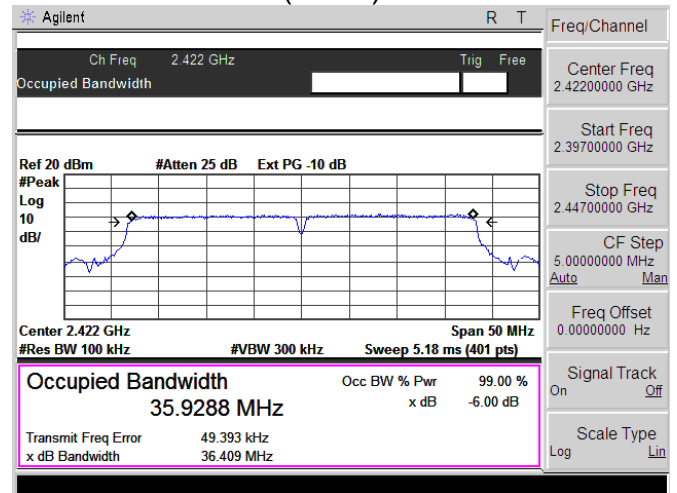 Agilent R T
Ch Freq 2.422 GHz Trig Free
Occupied Bandwidth
Ref 20 dBm #Atten 25 dB Ext PG -10 dB
#Peak
Log
10
dB/
Center 2.422 GHz Span 50 MHz
#Res BW 100 kHz #VBW 300 kHz Sweep 5.18 ms (401 pts)
Occupied Bandwidth Occ BW % Pwr 99.00 %
35.9288 MHz x dB -6.00 dB
Transmit Freq Error 49.393 kHz
x dB Bandwidth 36.409 MHz
Freq/Channel
Center Freq
2.42200000 GHz
Start Freq
2.39700000 GHz
Stop Freq
2.44700000 GHz
CF Step
5.00000000 MHz
Auto Man
Freq Offset
0.00000000 Hz
Signal Track
On Off
Scale Type
Log Lin